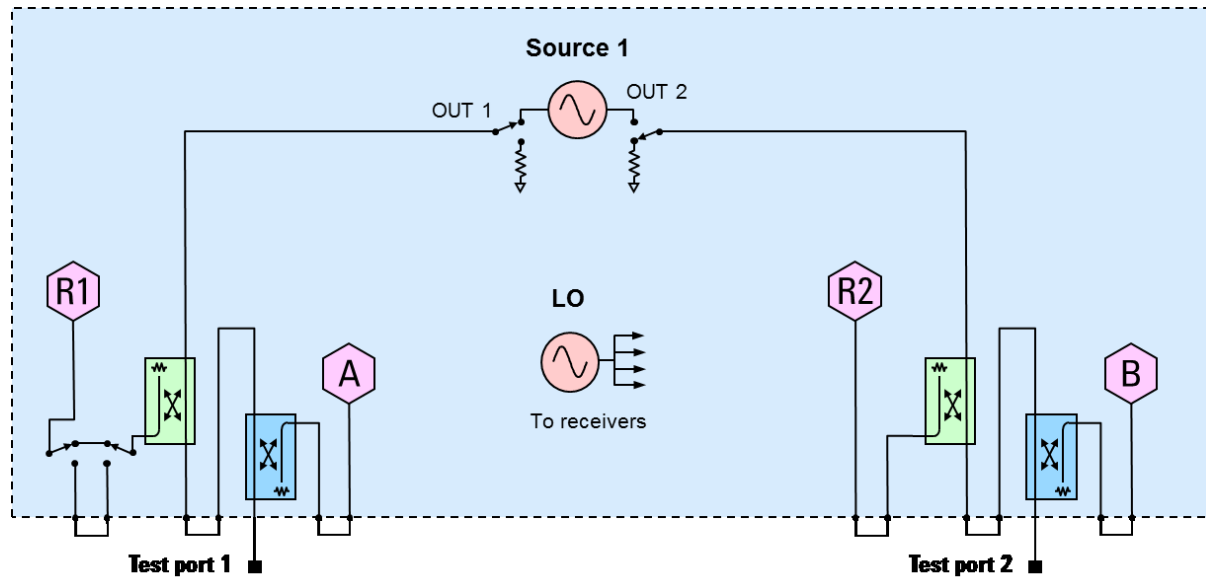 Source 1
OUT 1
OUT 2
R1
R2
LO
A
B
To receivers
Test port 1
Test port 2